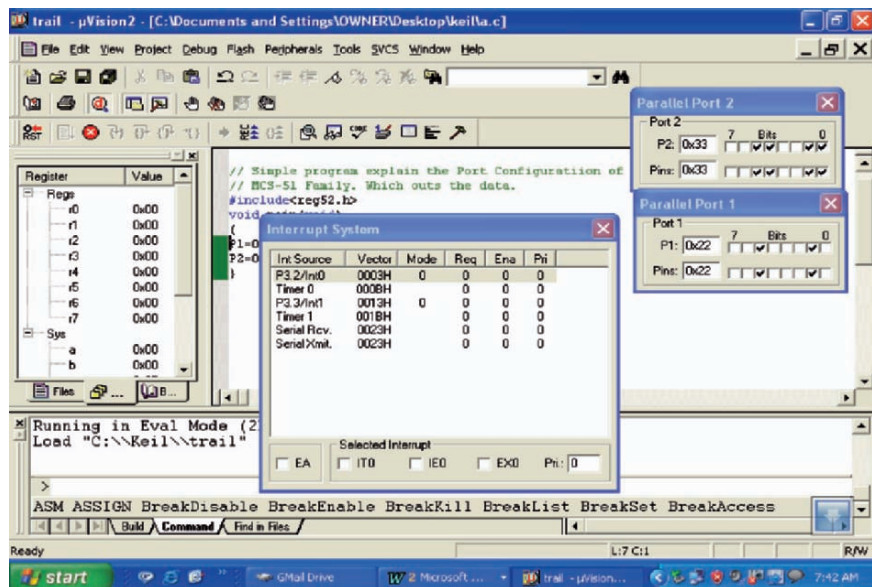 trail - µVision2 - [C:\Documents and Settings\OWNER\Desktop\keil\a.c]
File Edit View Project Debug Flash Peripherals Tools SVCS Window Help
Register Value
Regs
r0 0x00
r1 0x00
r2 0x00
r3 0x00
r4 0x00
r5 0x00
r6 0x00
r7 0x00
Sys
a 0x00
b 0x00
Files ... B...
// Simple program explain the Port Configuratiion of
// MCS-51 Family. Which outs the data.
#include<reg52.h>
void
{
P1=0
P2=0
}
Parallel Port 2
Port 2
7 Bits 0
P2: 0x33
Pins: 0x33
Parallel Port 1
Port 1
7 Bits 0
P1: 0x22
Pins: 0x22
Interrupt System
Int Source Vector Mode Req Ena Pri
P3.2/Int0 0003H 0 0 0 0
Timer 0 000BH 0 0 0
P3.3/Int1 0013H 0 0 0 0
Timer 1 001BH 0 0 0
Serial Rcv. 0023H 0 0 0
Serial Xmit. 0023H 0 0 0
Selected Interrupt
EA IT0 IE0 EX0 Pri.: 0
Running in Eval Mode (2
Load "C:\\Keil\\trail"
>
ASM ASSIGN BreakDisable BreakEnable BreakKill BreakList BreakSet BreakAccess
Build Command Find in Files
Ready L:7 C:1 R/W
start GMail Drive 2 Microsoft ... trail - µVision... 7:42 AM